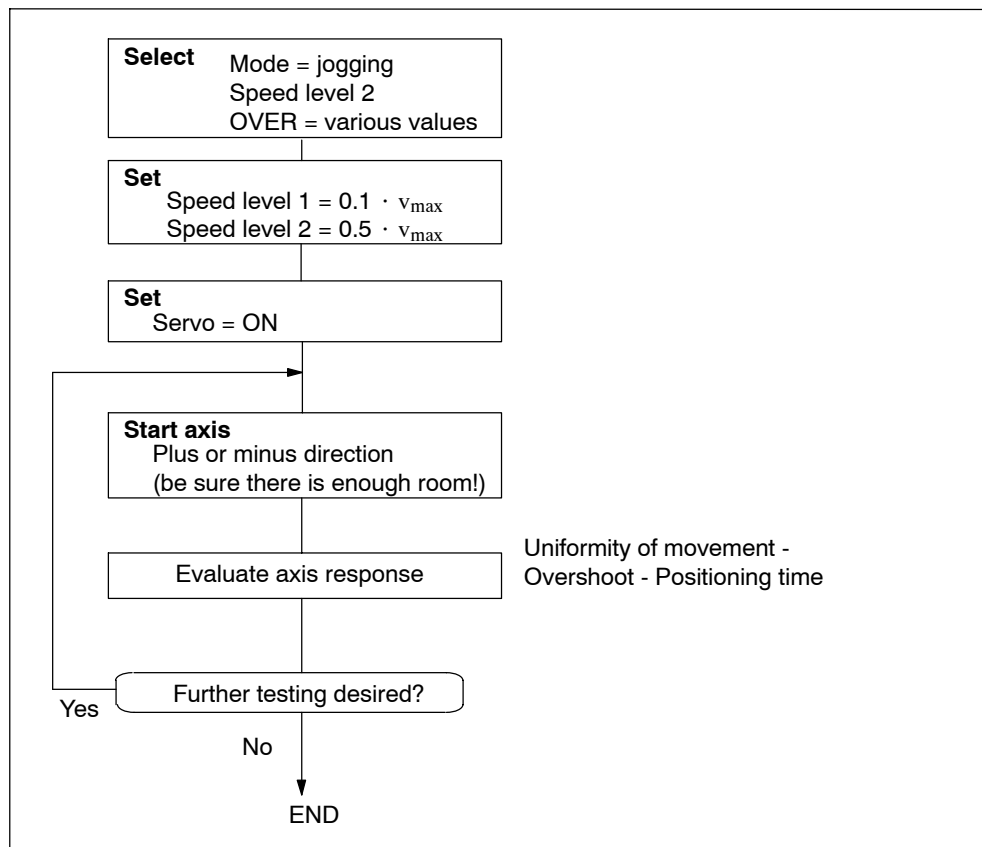 Select Mode = jogging
Speed level 2
OVER = various values
Set
Speed level 1 = 0.1 · vmax
Speed level 2 = 0.5 · vmax
Set
Servo = ON
Start axis
Plus or minus direction
(be sure there is enough room!)
Evaluate axis response
Uniformity of movement -
Overshoot - Positioning time
Further testing desired?
Yes
No
END